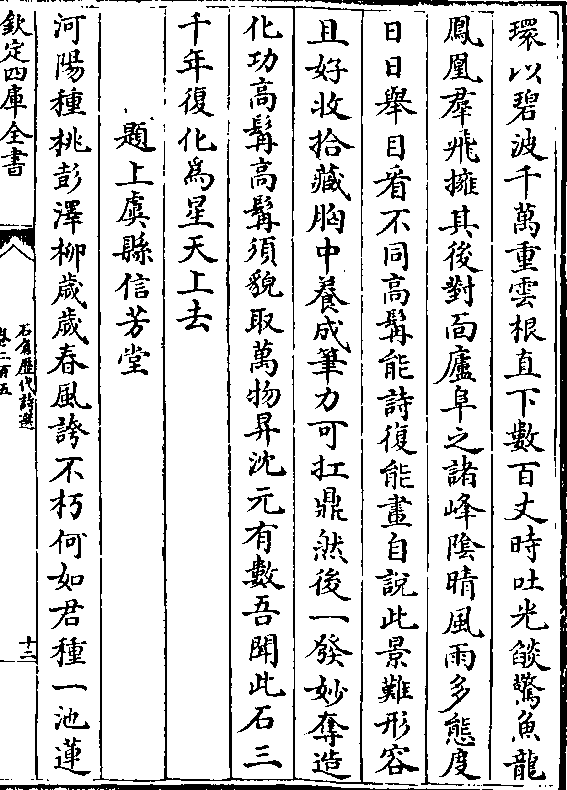 環以碧波千萬重雲根直下數百丈時吐光燄驚魚龍
鳳凰羣飛擁其後對面廬阜之諸峰陰晴風雨多態度
日日舉目看不同高髯能詩復能畫自說此景難形容
且好收拾藏胸中養成筆力可扛鼎然後一發妙奪造
化功高髯高髯須貌取萬物昇沈元有數吾聞此石三
千年復化為星天上去
題上虞縣信芳堂
河陽種桃彭澤柳歲歲春風誇不朽何如君種一池蓮
欽定四庫全書
石倉歷代詩選
卷二百五
十二